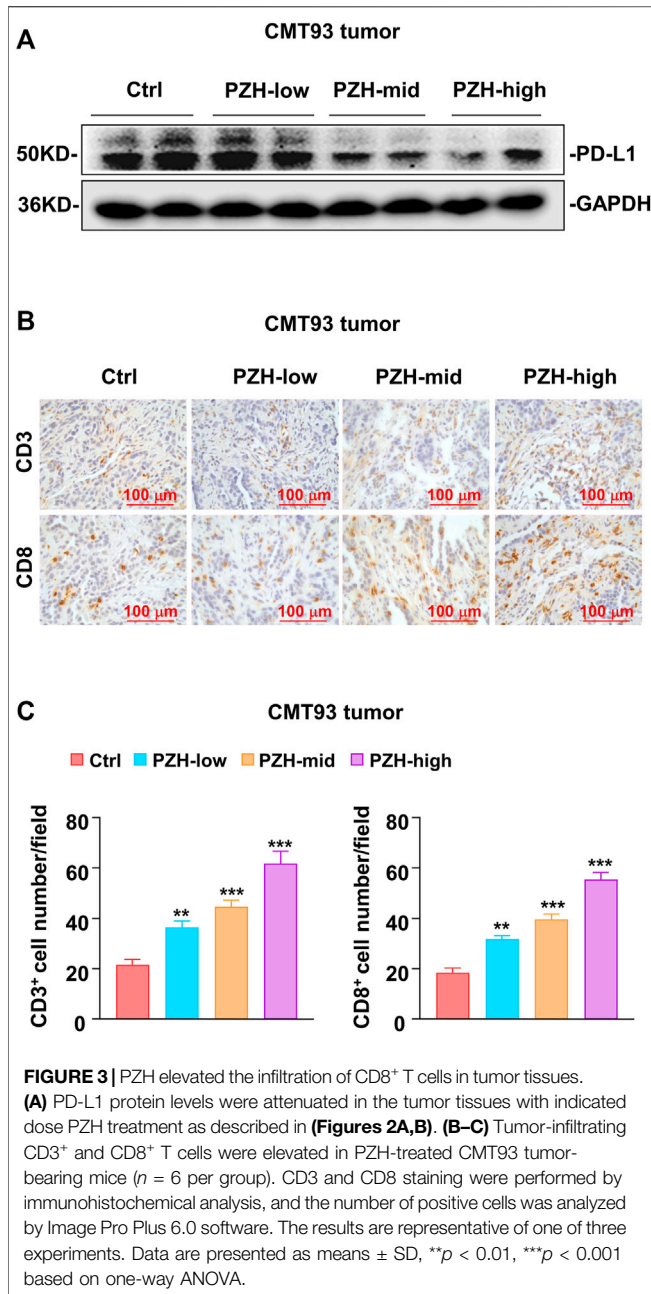 A
CMT93 tumor
Ctrl PZH-low PZH-mid PZH-high
50KD- -PD-L1
36KD- -GAPDH
B
CMT93 tumor
Ctrl PZH-low PZH-mid PZH-high
CD3
100 μm 100 μm 100 μm 100 μm
CD8
100 μm 100 μm 100 μm 100 μm
C
CMT93 tumor
Ctrl PZH-low PZH-mid PZH-high
CD3⁺ cell number/field
80
60
40
20
0
** *** ***
CD8⁺ cell number/field
80
60
40
20
0
** *** ***
FIGURE 3 | PZH elevated the infiltration of CD8⁺ T cells in tumor tissues.
(A) PD-L1 protein levels were attenuated in the tumor tissues with indicated
dose PZH treatment as described in (Figures 2A,B). (B–C) Tumor-infiltrating
CD3⁺ and CD8⁺ T cells were elevated in PZH-treated CMT93 tumor-
bearing mice (n = 6 per group). CD3 and CD8 staining were performed by
immunohistochemical analysis, and the number of positive cells was analyzed
by Image Pro Plus 6.0 software. The results are representative of one of three
experiments. Data are presented as means ± SD, **p < 0.01, ***p < 0.001
based on one-way ANOVA.